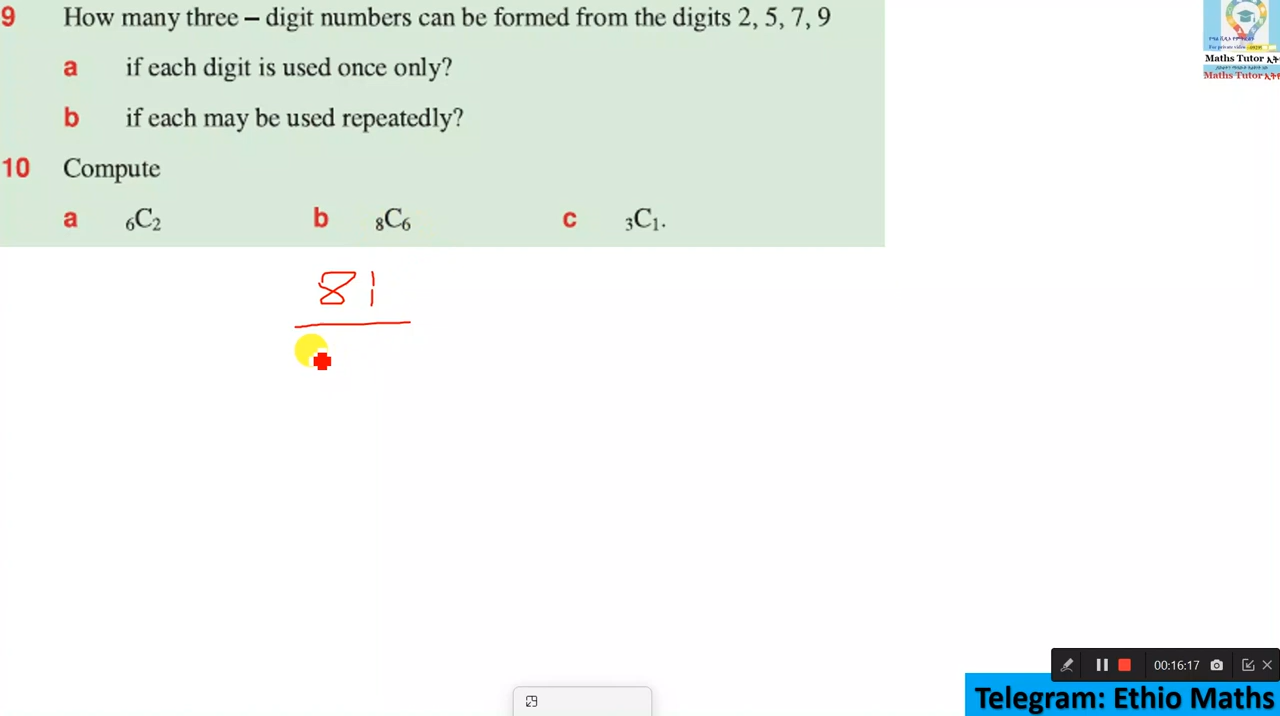 9 How many three – digit numbers can be formed from the digits 2, 5, 7, 9
a if each digit is used once only?
b if each may be used repeatedly?
10 Compute
a ₆C₂ b ₈C₆ c ₃C₁.
8!
Maths Tutor
Maths Tutor
00:16:17
Telegram: Ethio Maths